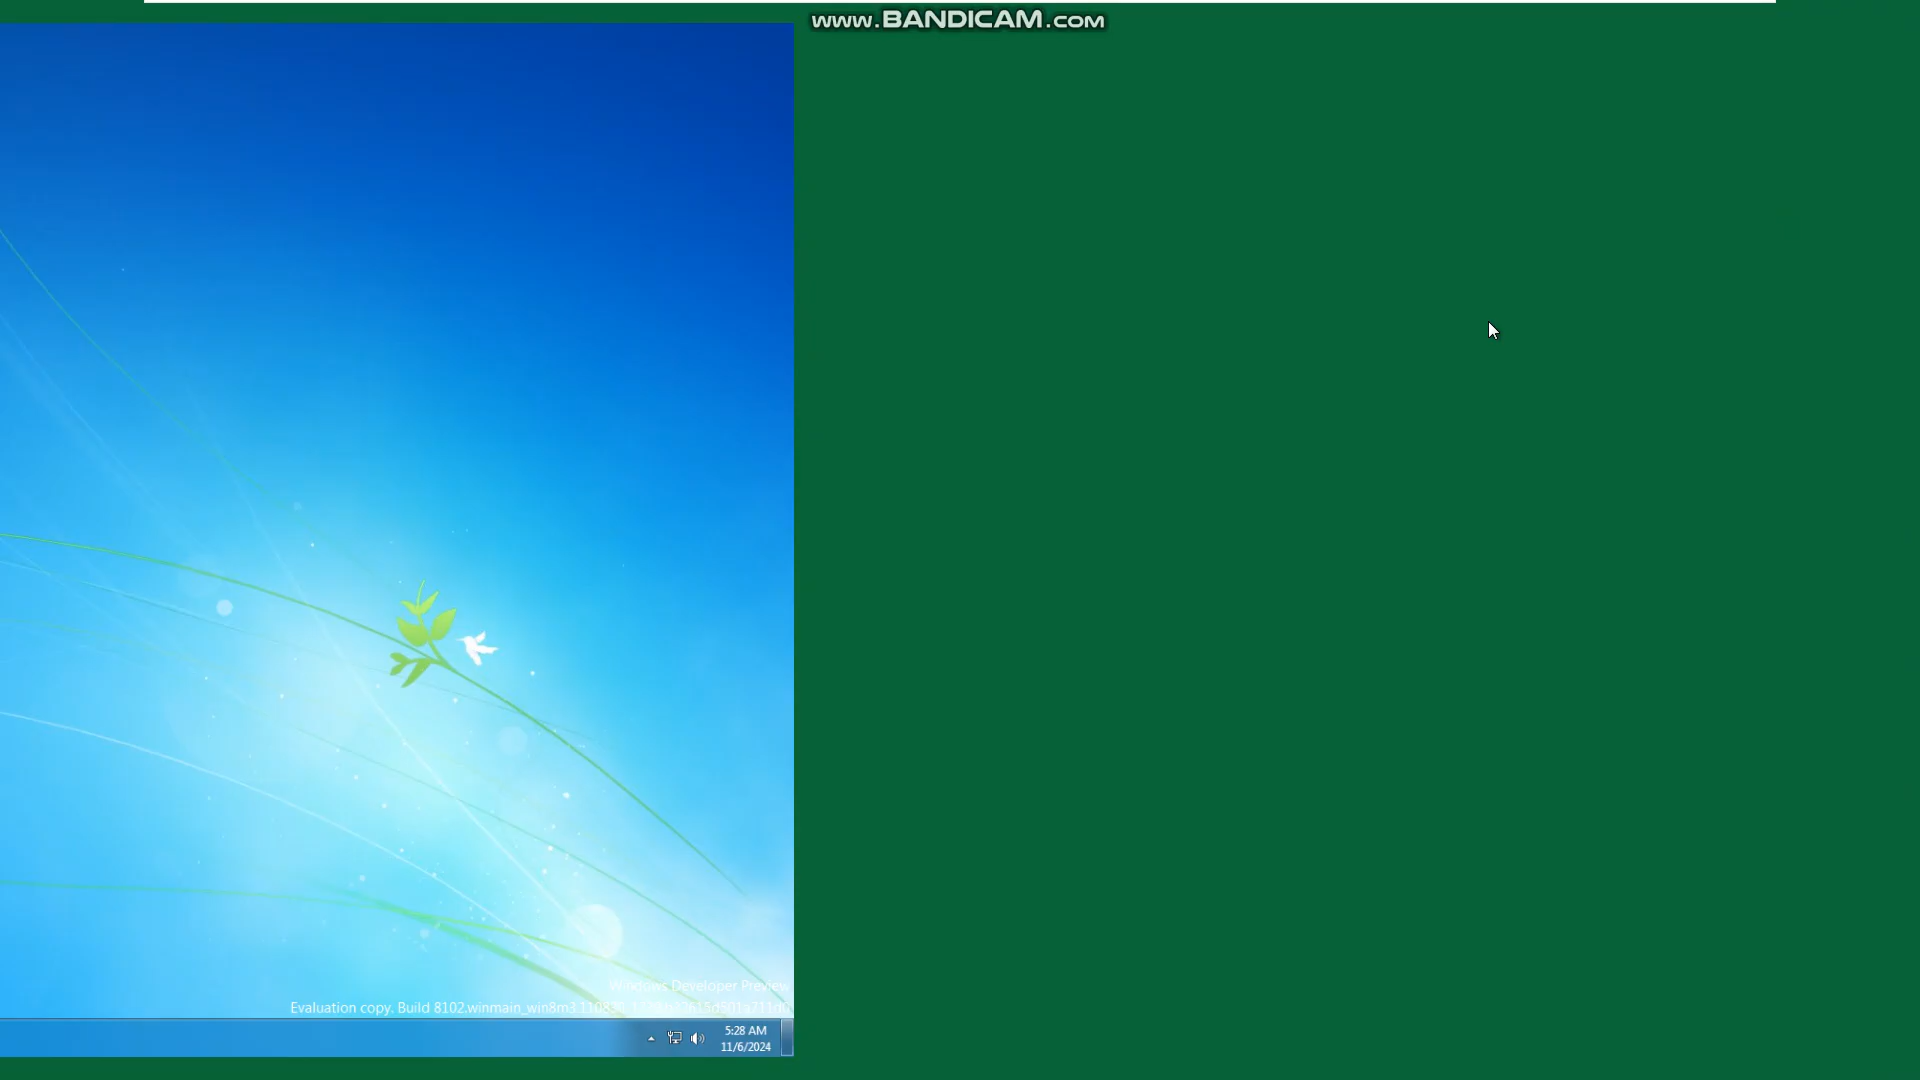 www.BANDICAM.com
Windows Developer Preview
Evaluation copy. Build 8102.winmain_win8m3
5:28 AM
11/6/2024